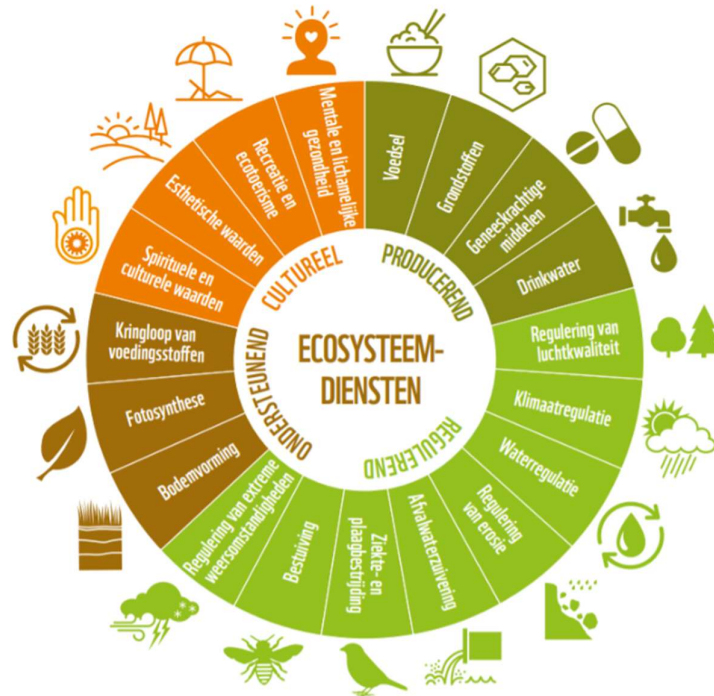 ECOSYSTEEM-
DIENSTEN
PRODUCEREND
Voedsel
Grondstoffen
Geneeskrachtige
middelen
Drinkwater
REGULEREND
Regulering van
luchtkwaliteit
Klimaatregulatie
Waterregulatie
Regulering
van erosie
Afvalwaterzuivering
Ziekte- en
plaagbestrijding
Bestuiving
Regulering van extreme
weersomstandigheden
ONDERSTEUNEND
Bodemvorming
Fotosynthese
Kringloop van
voedingsstoffen
CULTUREEL
Spirituele en
culturele waarden
Esthetische waarden
Recreatie en
ecotoerisme
Mentale en lichamelijke
gezondheid